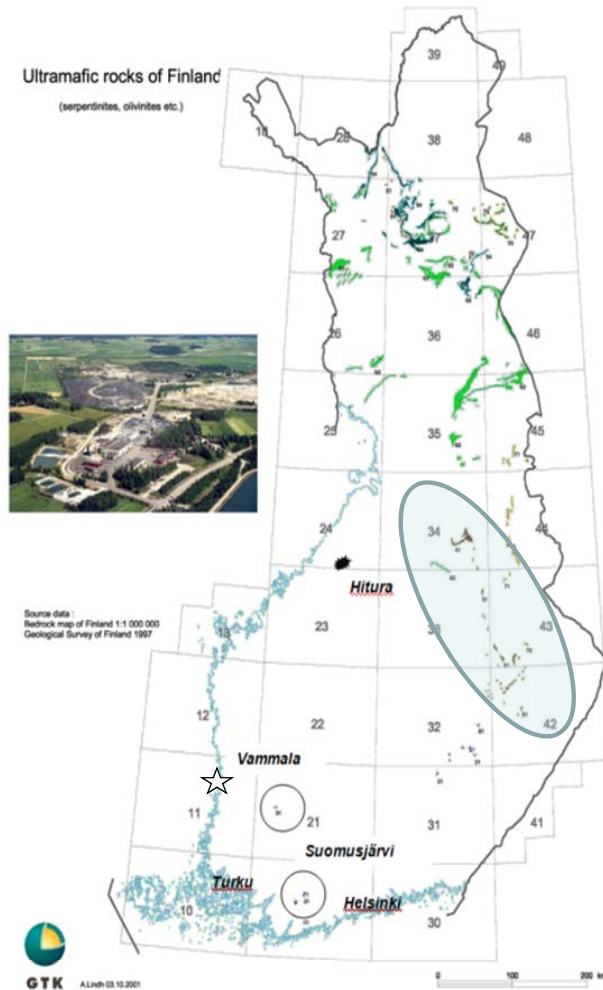 Ultramafic rocks of Finland
(serpentinites, olivinites etc.)
39
49
18
28
38
48
27
37
47
26
36
46
25
35
45
24
34
44
Hitura
Source data :
Bedrock map of Finland 1:1 000 000
Geological Survey of Finland 1997
13
23
33
43
12
22
32
42
Vammala
11
21
31
41
Suomusjärvi
Turku
10
Helsinki
30
GTK
A.Lindh 03.10.2001
0
100
200 km